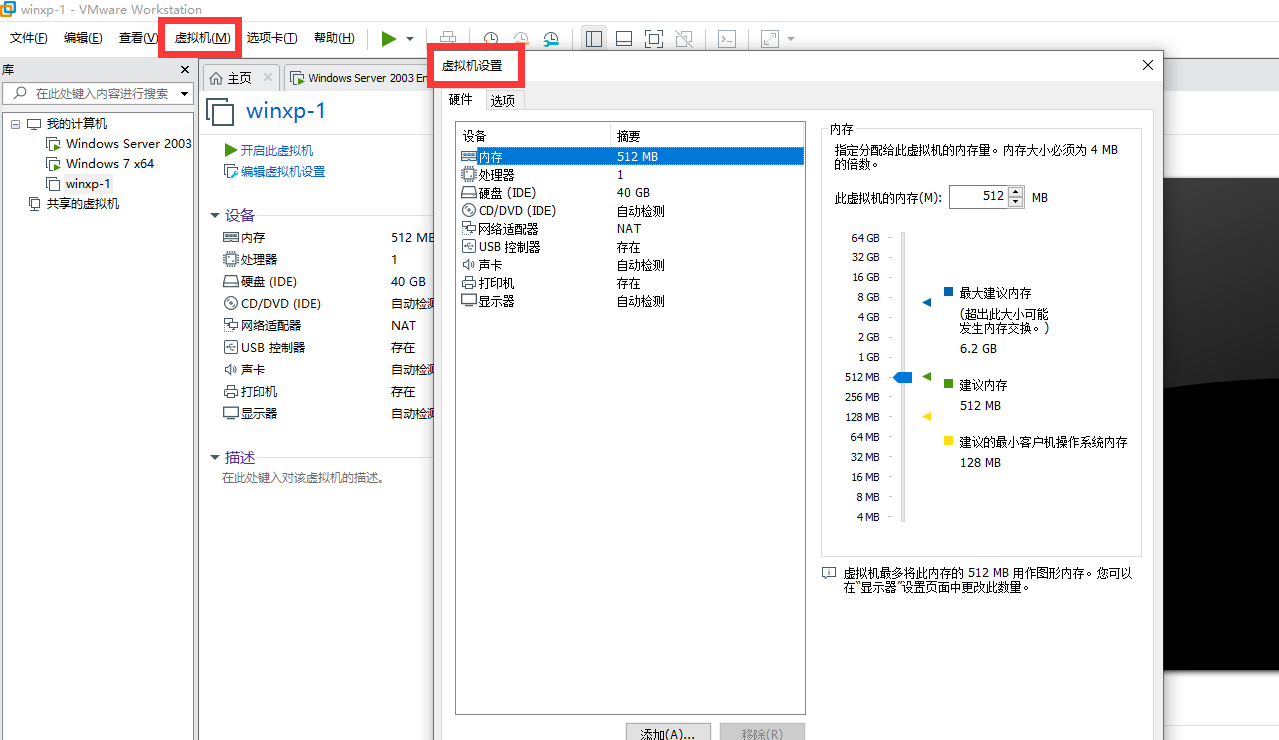 winxp-1 - VMware Workstation
文件(F) 编辑(E) 查看(V) 虚拟机(M) 选项卡(T) 帮助(H)
库
在此处键入内容进行搜索
我的计算机
Windows Server 2003
Windows 7 x64
winxp-1
共享的虚拟机
主页
Windows Server 2003 En
winxp-1
开启此虚拟机
编辑虚拟机设置
设备
内存 512 MB
处理器 1
硬盘 (IDE) 40 GB
CD/DVD (IDE) 自动检测
网络适配器 NAT
USB 控制器 存在
声卡 自动检测
打印机 存在
显示器 自动检测
描述
在此处键入对该虚拟机的描述。
虚拟机设置
硬件 选项
设备 摘要
内存 512 MB
处理器 1
硬盘 (IDE) 40 GB
CD/DVD (IDE) 自动检测
网络适配器 NAT
USB 控制器 存在
声卡 自动检测
打印机 存在
显示器 自动检测
添加(A)... 移除(R)
内存
指定分配给此虚拟机的内存量。内存大小必须为 4 MB
的倍数。
此虚拟机的内存(M): 512 MB
64 GB
32 GB
16 GB
8 GB
4 GB
2 GB
1 GB
512 MB
256 MB
128 MB
64 MB
32 MB
16 MB
8 MB
4 MB
最大建议内存
(超出此大小可能
发生内存交换。)
6.2 GB
建议内存
512 MB
建议的最小客户机操作系统内存
128 MB
虚拟机最多将此内存的 512 MB 用作图形内存。您可以
在“显示器”设置页面中更改此数量。